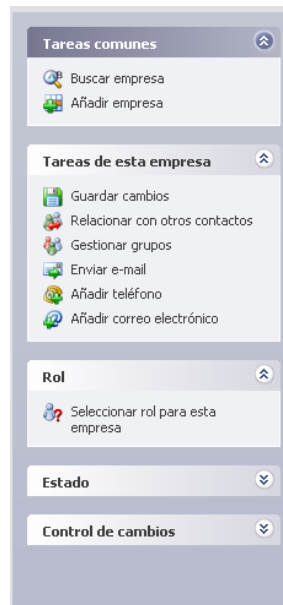 Tareas comunes
Buscar empresa
Añadir empresa
Tareas de esta empresa
Guardar cambios
Relacionar con otros contactos
Gestionar grupos
Enviar e-mail
Añadir teléfono
Añadir correo electrónico
Rol
Seleccionar rol para esta
empresa
Estado
Control de cambios